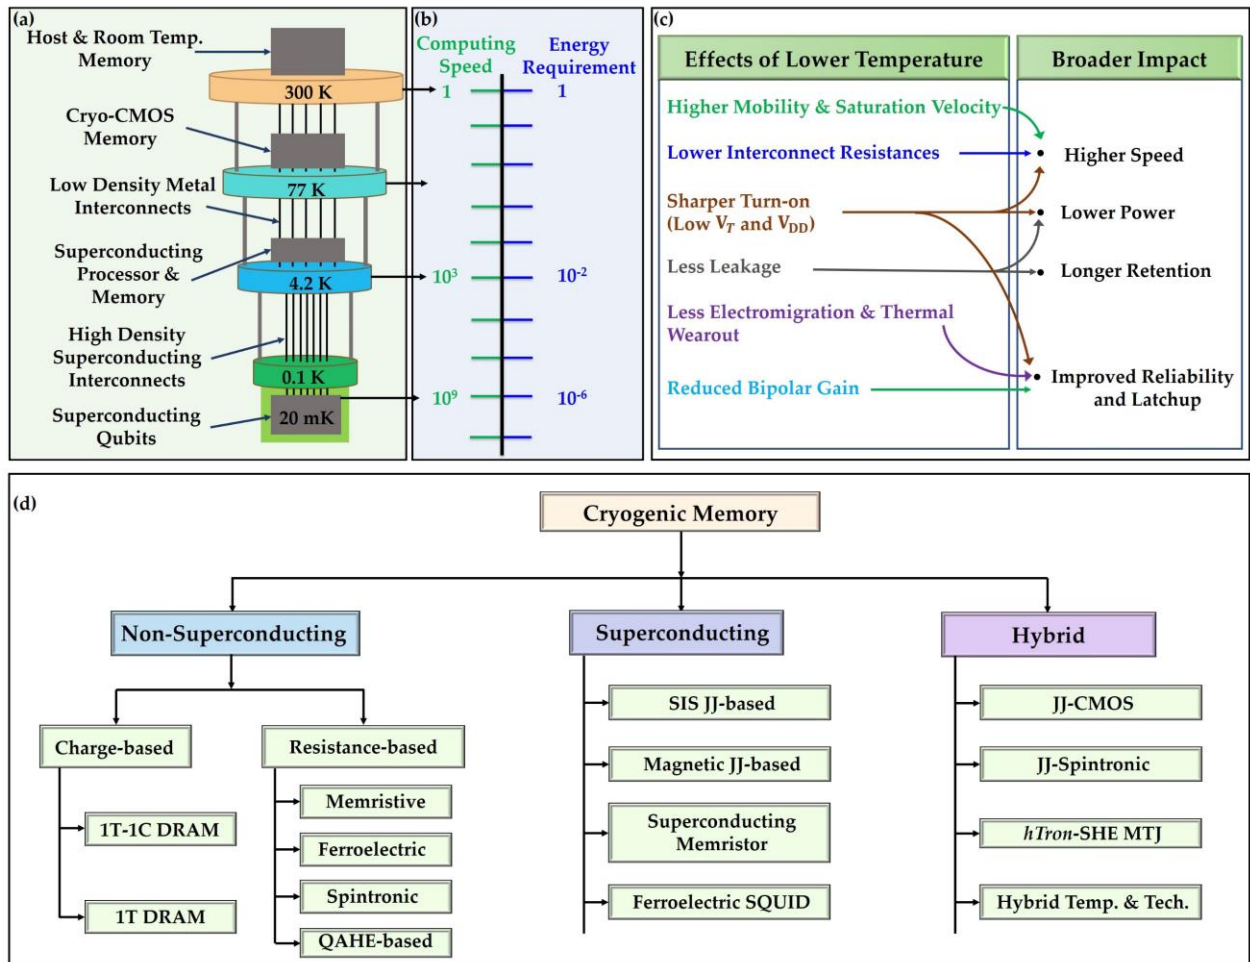 (a)
Host & Room Temp.
Memory
300 K
Cryo-CMOS
Memory
77 K
Low Density Metal
Interconnects
Superconducting
Processor &
Memory
4.2 K
High Density
Superconducting
Interconnects
0.1 K
Superconducting
Qubits
20 mK
(b)
Computing
Speed
Energy
Requirement
1
1
10³
10⁻²
10⁹
10⁻⁶
(c)
Effects of Lower Temperature
Broader Impact
Higher Mobility & Saturation Velocity
Lower Interconnect Resistances
Higher Speed
Sharper Turn-on
(Low V_T and V_DD)
Lower Power
Less Leakage
Longer Retention
Less Electromigration & Thermal
Wearout
Reduced Bipolar Gain
Improved Reliability
and Latchup
(d)
Cryogenic Memory
Non-Superconducting
Superconducting
Hybrid
Charge-based
1T-1C DRAM
1T DRAM
Resistance-based
Memristive
Ferroelectric
Spintronic
QAHE-based
SIS JJ-based
Magnetic JJ-based
Superconducting
Memristor
Ferroelectric SQUID
JJ-CMOS
JJ-Spintronic
hTron-SHE MTJ
Hybrid Temp. & Tech.